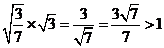 √(3/7) × √3 = 3/√7 = 3√7/7 > 1